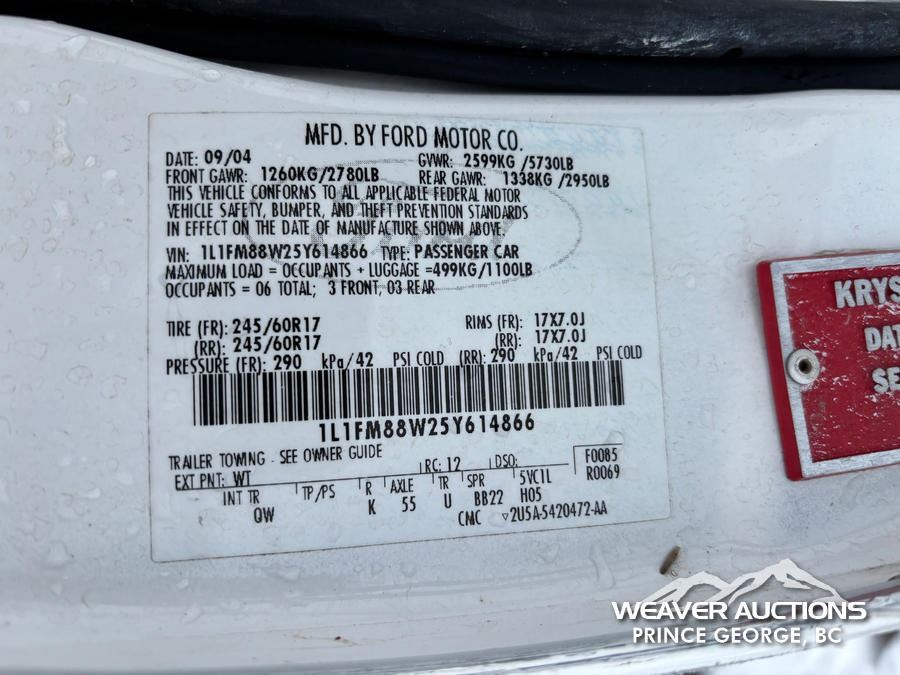 MFD. BY FORD MOTOR CO.
DATE: 09/04 GVWR: 2599KG /5730LB
FRONT GAWR: 1260KG/2780LB REAR GAWR: 1338KG /2950LB
THIS VEHICLE CONFORMS TO ALL APPLICABLE FEDERAL MOTOR
VEHICLE SAFETY, BUMPER, AND THEFT PREVENTION STANDARDS
IN EFFECT ON THE DATE OF MANUFACTURE SHOWN ABOVE.
VIN: 1L1FM88W25Y614866 TYPE: PASSENGER CAR
MAXIMUM LOAD = OCCUPANTS + LUGGAGE =499KG/1100LB
OCCUPANTS = 06 TOTAL; 3 FRONT, 03 REAR
TIRE (FR): 245/60R17 RIMS (FR): 17X7.0J
(RR): 245/60R17 (RR): 17X7.0J
PRESSURE (FR): 290 kPa/42 PSI COLD (RR): 290 kPa/42 PSI COLD
1L1FM88W25Y614866
TRAILER TOWING - SEE OWNER GUIDE
EXT PNT: WT RC: 12 DSO: F0085
R0069
INT TR TP/PS R AXLE TR SPR 5YC1L
QW K 55 U BB22 H05
CMC ▽2U5A-5420472-AA
KRYS
DAT
SE
WEAVER AUCTIONS
PRINCE GEORGE, BC